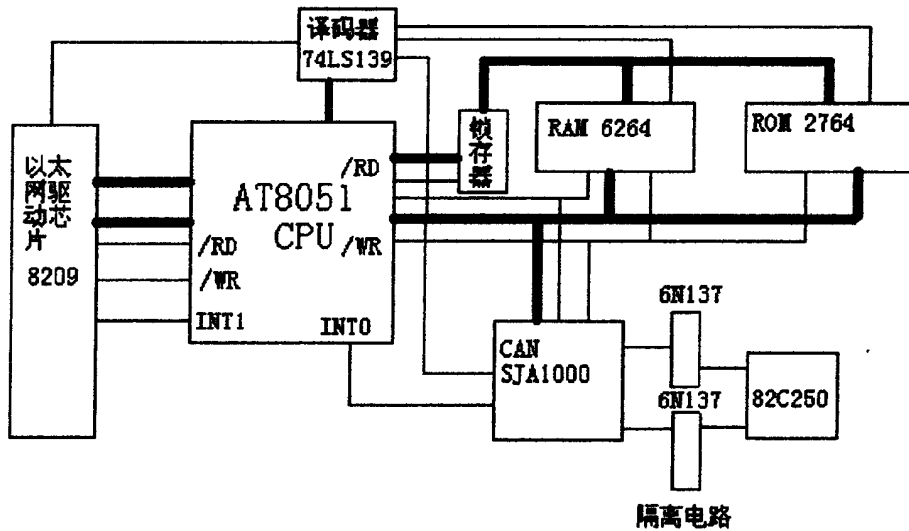 译码器
74LS139
以太
网驱
动芯
片
8209
/RD
AT8051
CPU
/WR
/RD
/WR
INT1
INT0
锁
存
器
RAM 6264
ROM 2764
CAN
SJA1000
6N137
6N137
82C250
隔离电路